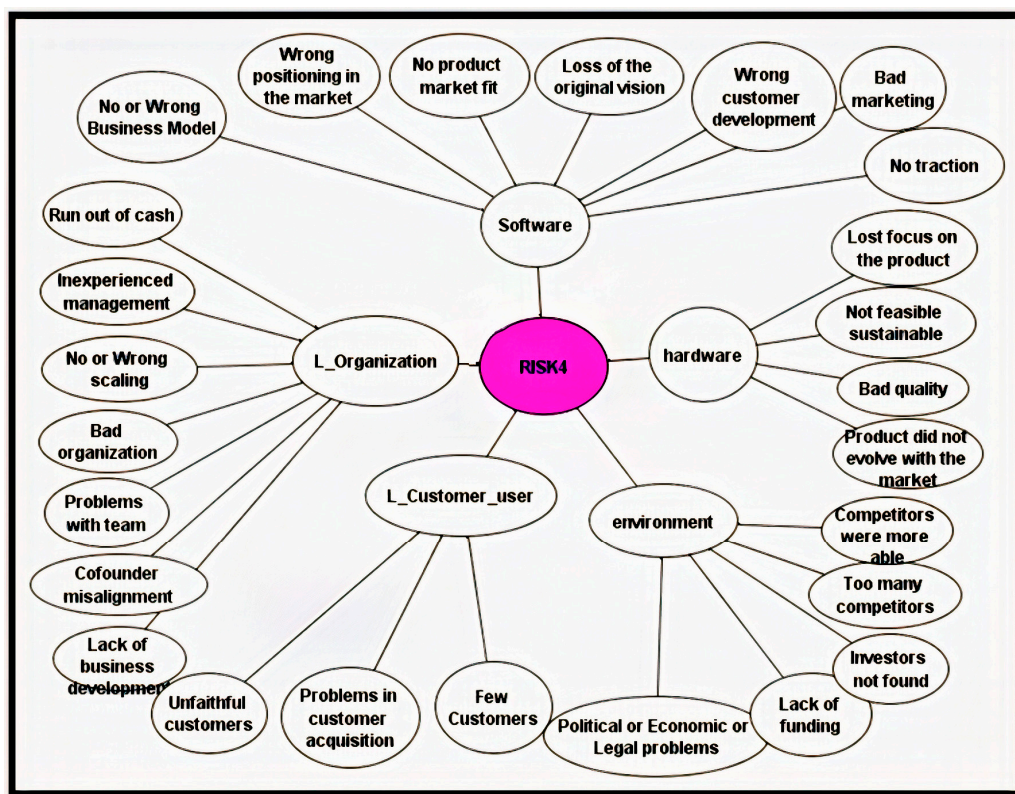 Wrong
positioning in
the market
No product
market fit
Loss of the
original vision
Wrong
customer
development
Bad
marketing
No or Wrong
Business Model
No traction
Software
Run out of cash
Inexperienced
management
No or Wrong
scaling
Bad
organization
Problems
with team
Cofounder
misalignment
Lack of
business
development
L_Organization
RISK4
hardware
Lost focus on
the product
Not feasible
sustainable
Bad quality
Product did not
evolve with the
market
L_Customer_user
environment
Competitors
were more
able
Too many
competitors
Investors
not found
Lack of
funding
Political or Economic or
Legal problems
Few
Customers
Problems in
customer
acquisition
Unfaithful
customers